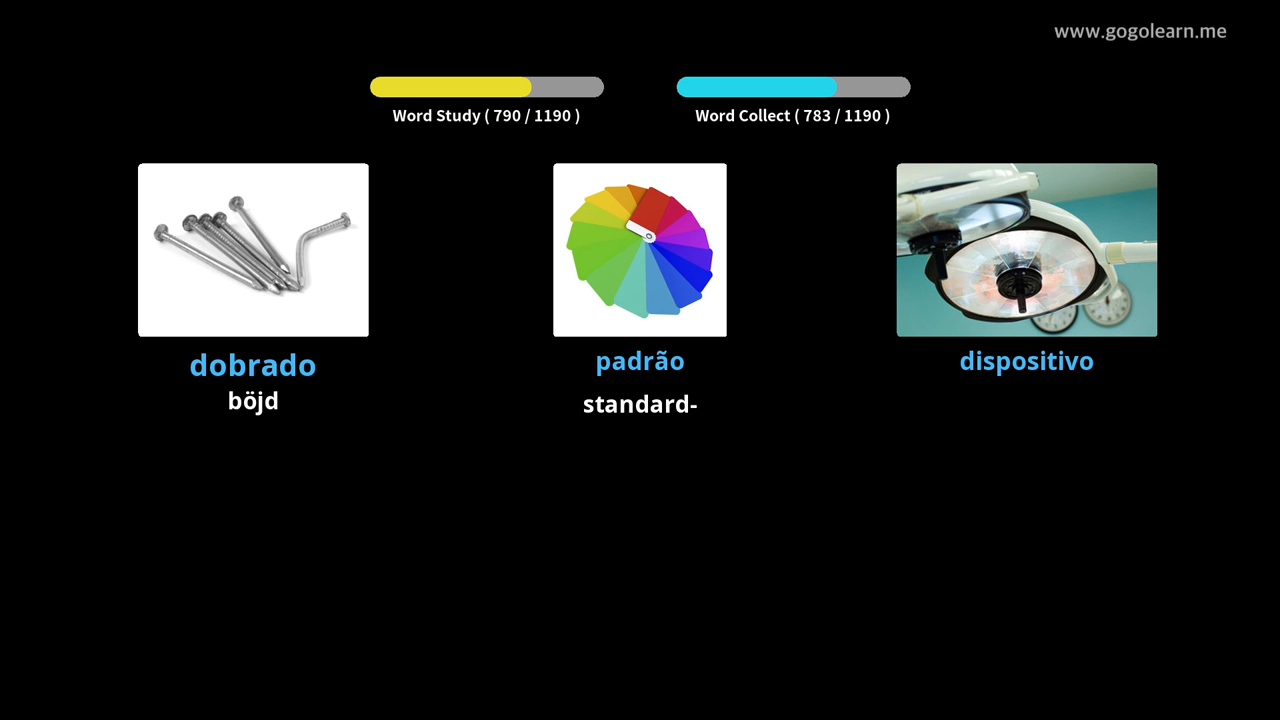 www.gogolearn.me
Word Study ( 790 / 1190 )
Word Collect ( 783 / 1190 )
dobrado
padrão
dispositivo
böjd
standard-